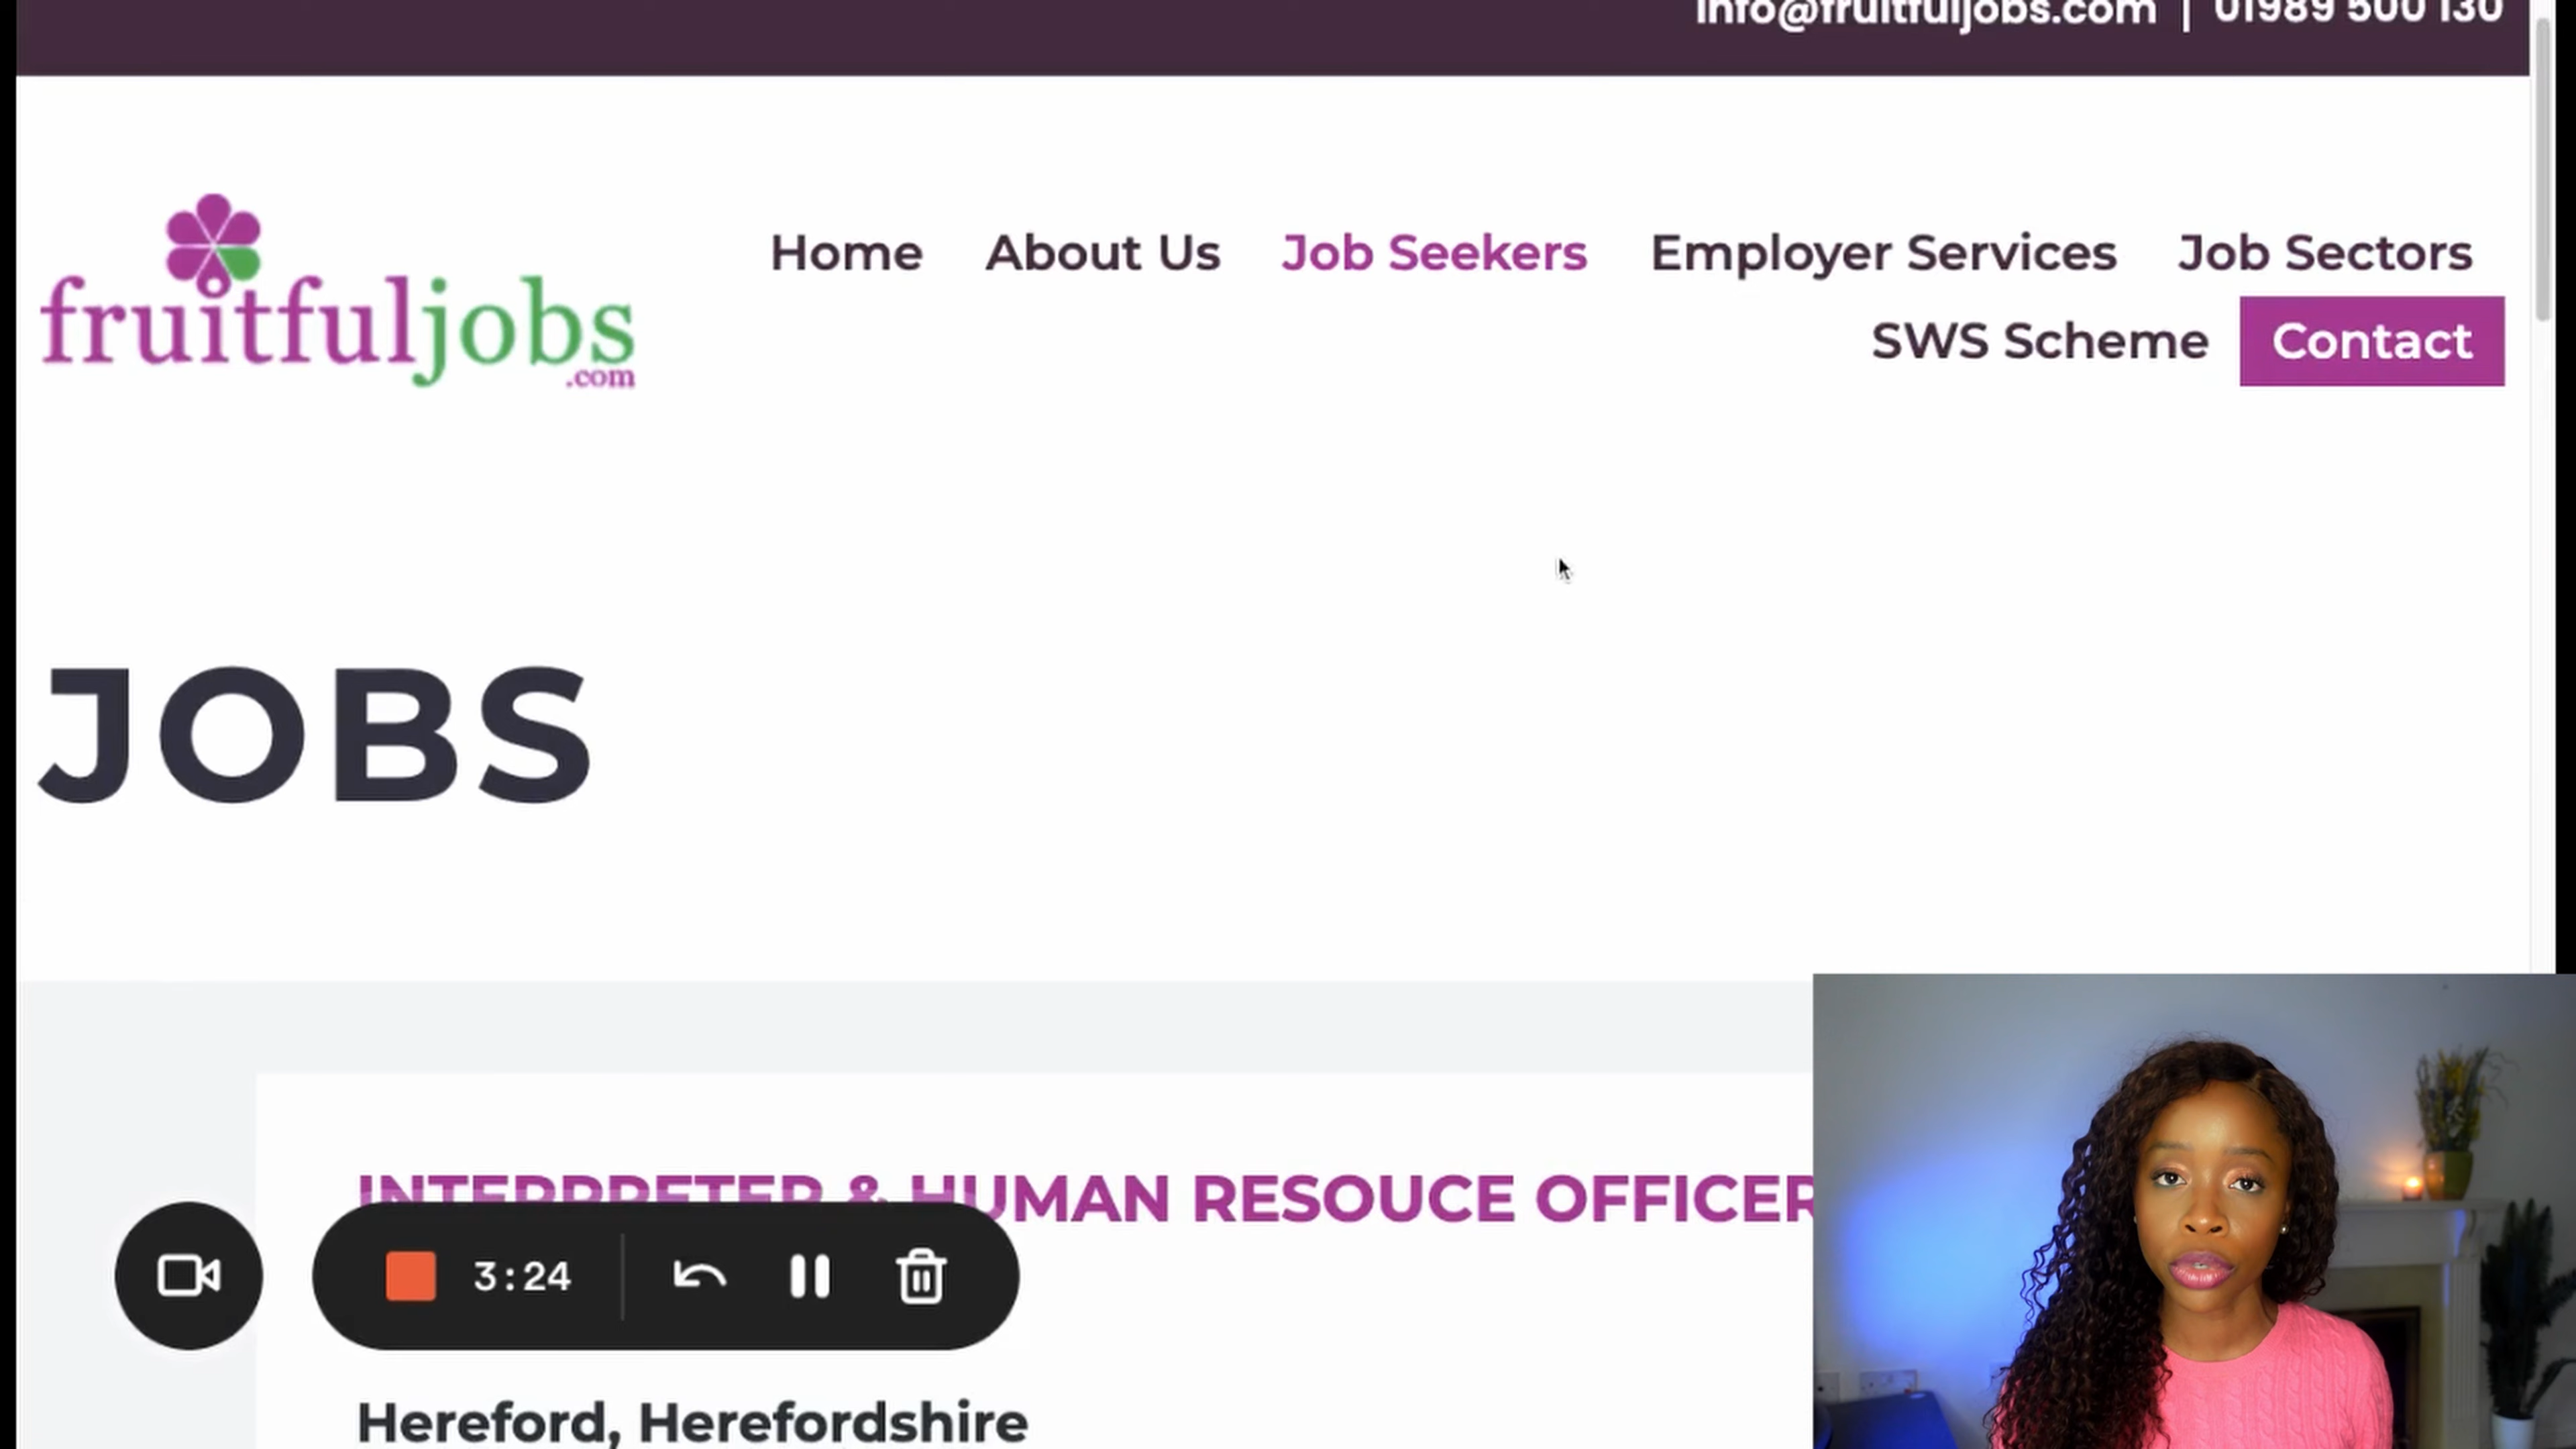 info@fruitfuljobs.com | 01989 500 130
fruitfuljobs
.com
Home About Us Job Seekers Employer Services Job Sectors
SWS Scheme Contact
JOBS
INTERPRETER & HUMAN RESOUCE OFFICER
3:24
Hereford, Herefordshire